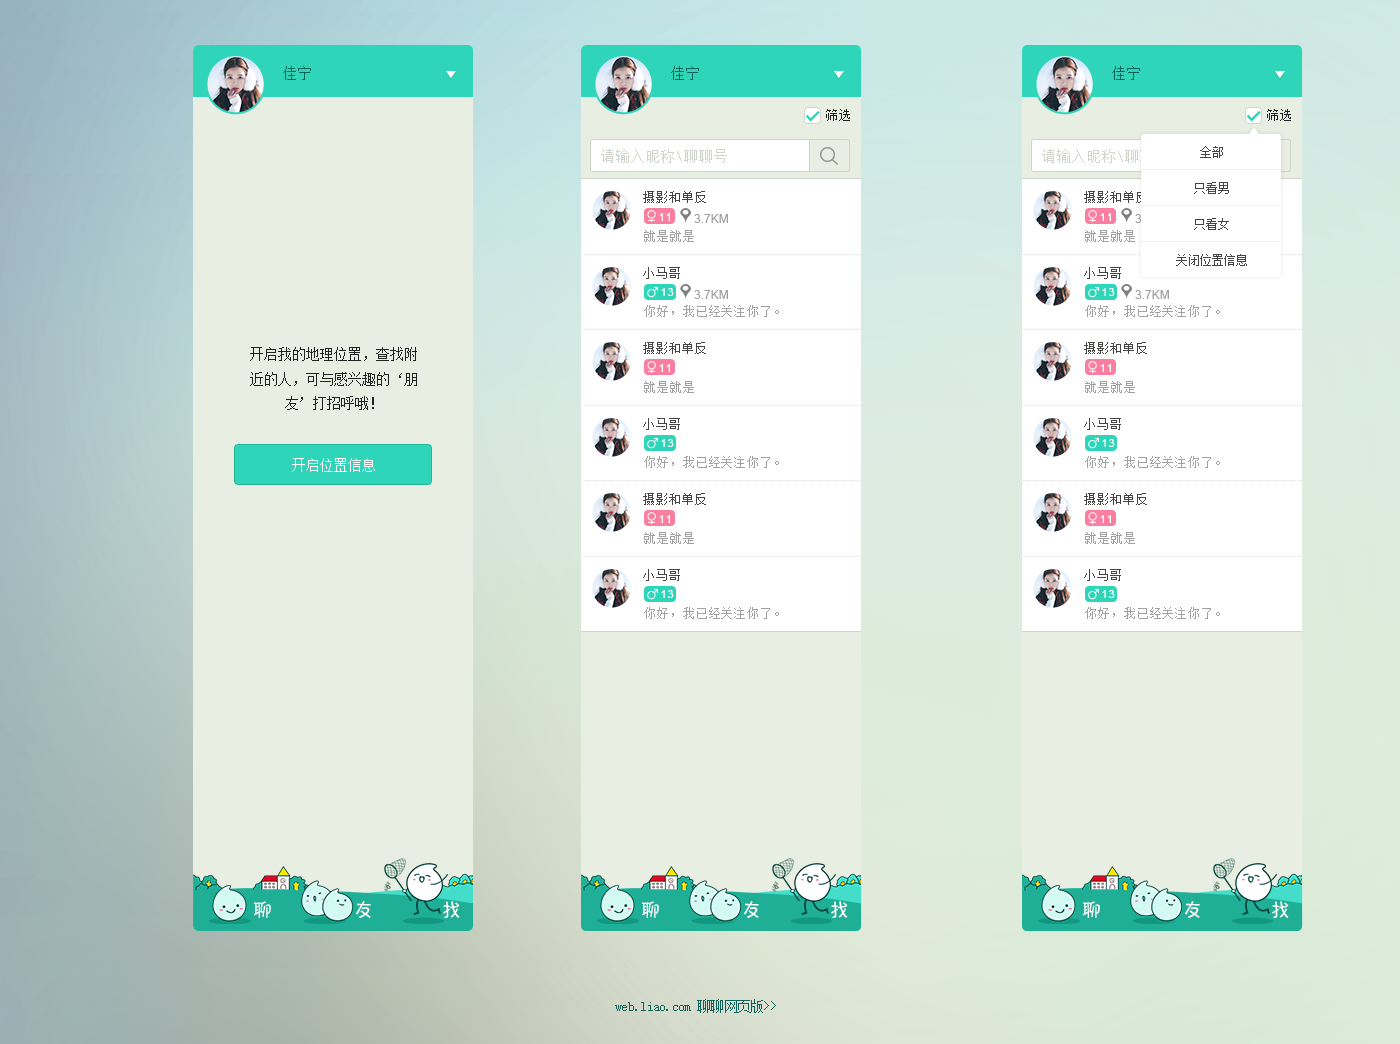 佳宁
开启我的地理位置，查找附
近的人，可与感兴趣的‘朋
友’打招呼哦！
开启位置信息
聊
友
找
佳宁
筛选
请输入昵称\聊聊号
摄影和单反
11 3.7KM
就是就是
小马哥
13 3.7KM
你好，我已经关注你了。
摄影和单反
11
就是就是
小马哥
13
你好，我已经关注你了。
摄影和单反
11
就是就是
小马哥
13
你好，我已经关注你了。
聊
友
找
佳宁
筛选
请输入昵称\聊
全部
只看男
只看女
关闭位置信息
摄影和单反
11 3
就是就是
小马哥
13 3.7KM
你好，我已经关注你了。
摄影和单反
11
就是就是
小马哥
13
你好，我已经关注你了。
摄影和单反
11
就是就是
小马哥
13
你好，我已经关注你了。
聊
友
找
web.liao.com 聊聊网页版>>